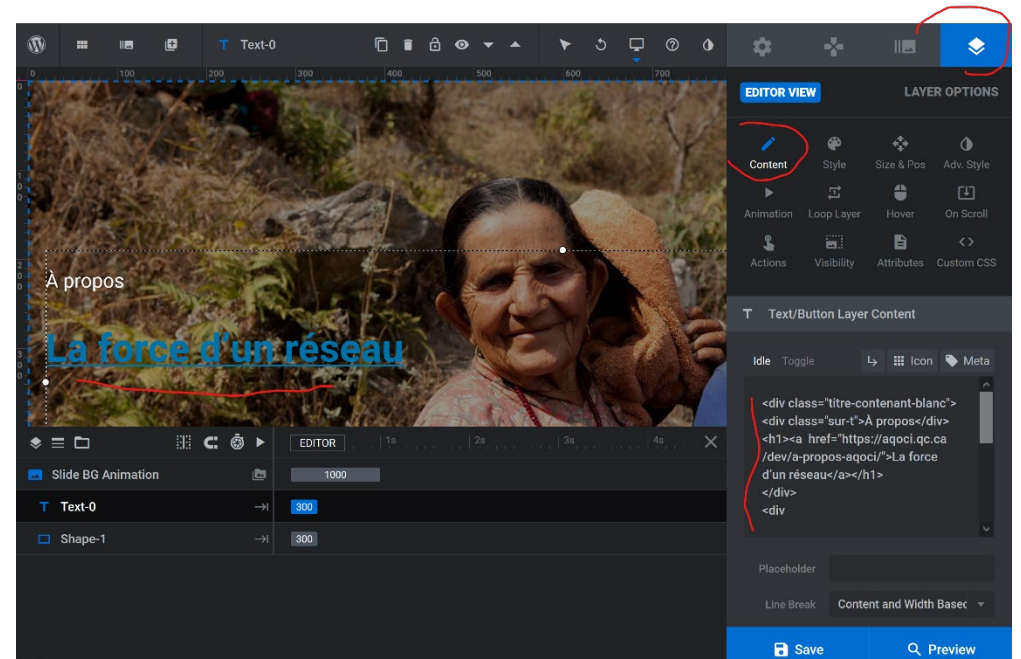 Text-0
0 100 200 300 400 500 600 700
EDITOR VIEW
LAYER OPTIONS
Content Style Size & Pos Adv. Style
Animation Loop Layer Hover On Scroll
Actions Visibility Attributes Custom CSS
0
100
200
300
À propos
La force d'un réseau
T Text/Button Layer Content
Idle Toggle Icon Meta
<div class="titre-contenant-blanc">
<div class="sur-t">À propos</div>
<h1><a href="https://aqoci.qc.ca
/dev/a-propos-aqoci/">La force
d'un réseau</a></h1>
</div>
<div
Placeholder
Line Break Content and Width Basec
Save Preview
EDITOR 1s 2s 3s 4s
Slide BG Animation 1000
T Text-0 300
Shape-1 300